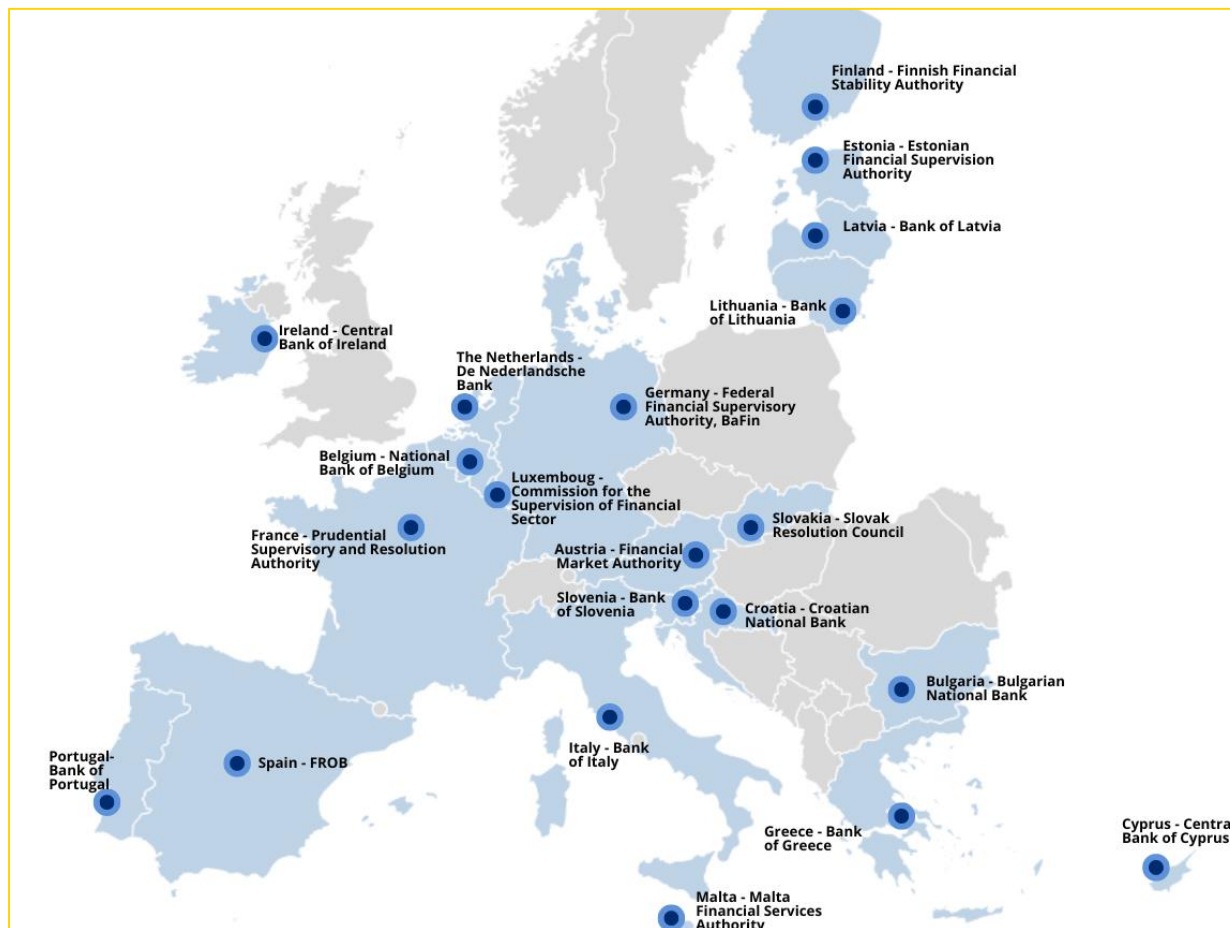 Finland - Finnish Financial
Stability Authority
Estonia - Estonian
Financial Supervision
Authority
Latvia - Bank of Latvia
Lithuania - Bank
of Lithuania
Ireland - Central
Bank of Ireland
The Netherlands -
De Nederlandsche
Bank
Germany - Federal
Financial Supervisory
Authority, BaFin
Belgium - National
Bank of Belgium
Luxemboug -
Commission for the
Supervision of Financial
Sector
France - Prudential
Supervisory and Resolution
Authority
Slovakia - Slovak
Resolution Council
Austria - Financial
Market Authority
Slovenia - Bank
of Slovenia
Croatia - Croatian
National Bank
Bulgaria - Bulgarian
National Bank
Italy - Bank
of Italy
Portugal-
Bank of
Portugal
Spain - FROB
Greece - Bank
of Greece
Cyprus - Centra
Bank of Cyprus
Malta - Malta
Financial Services
Authority